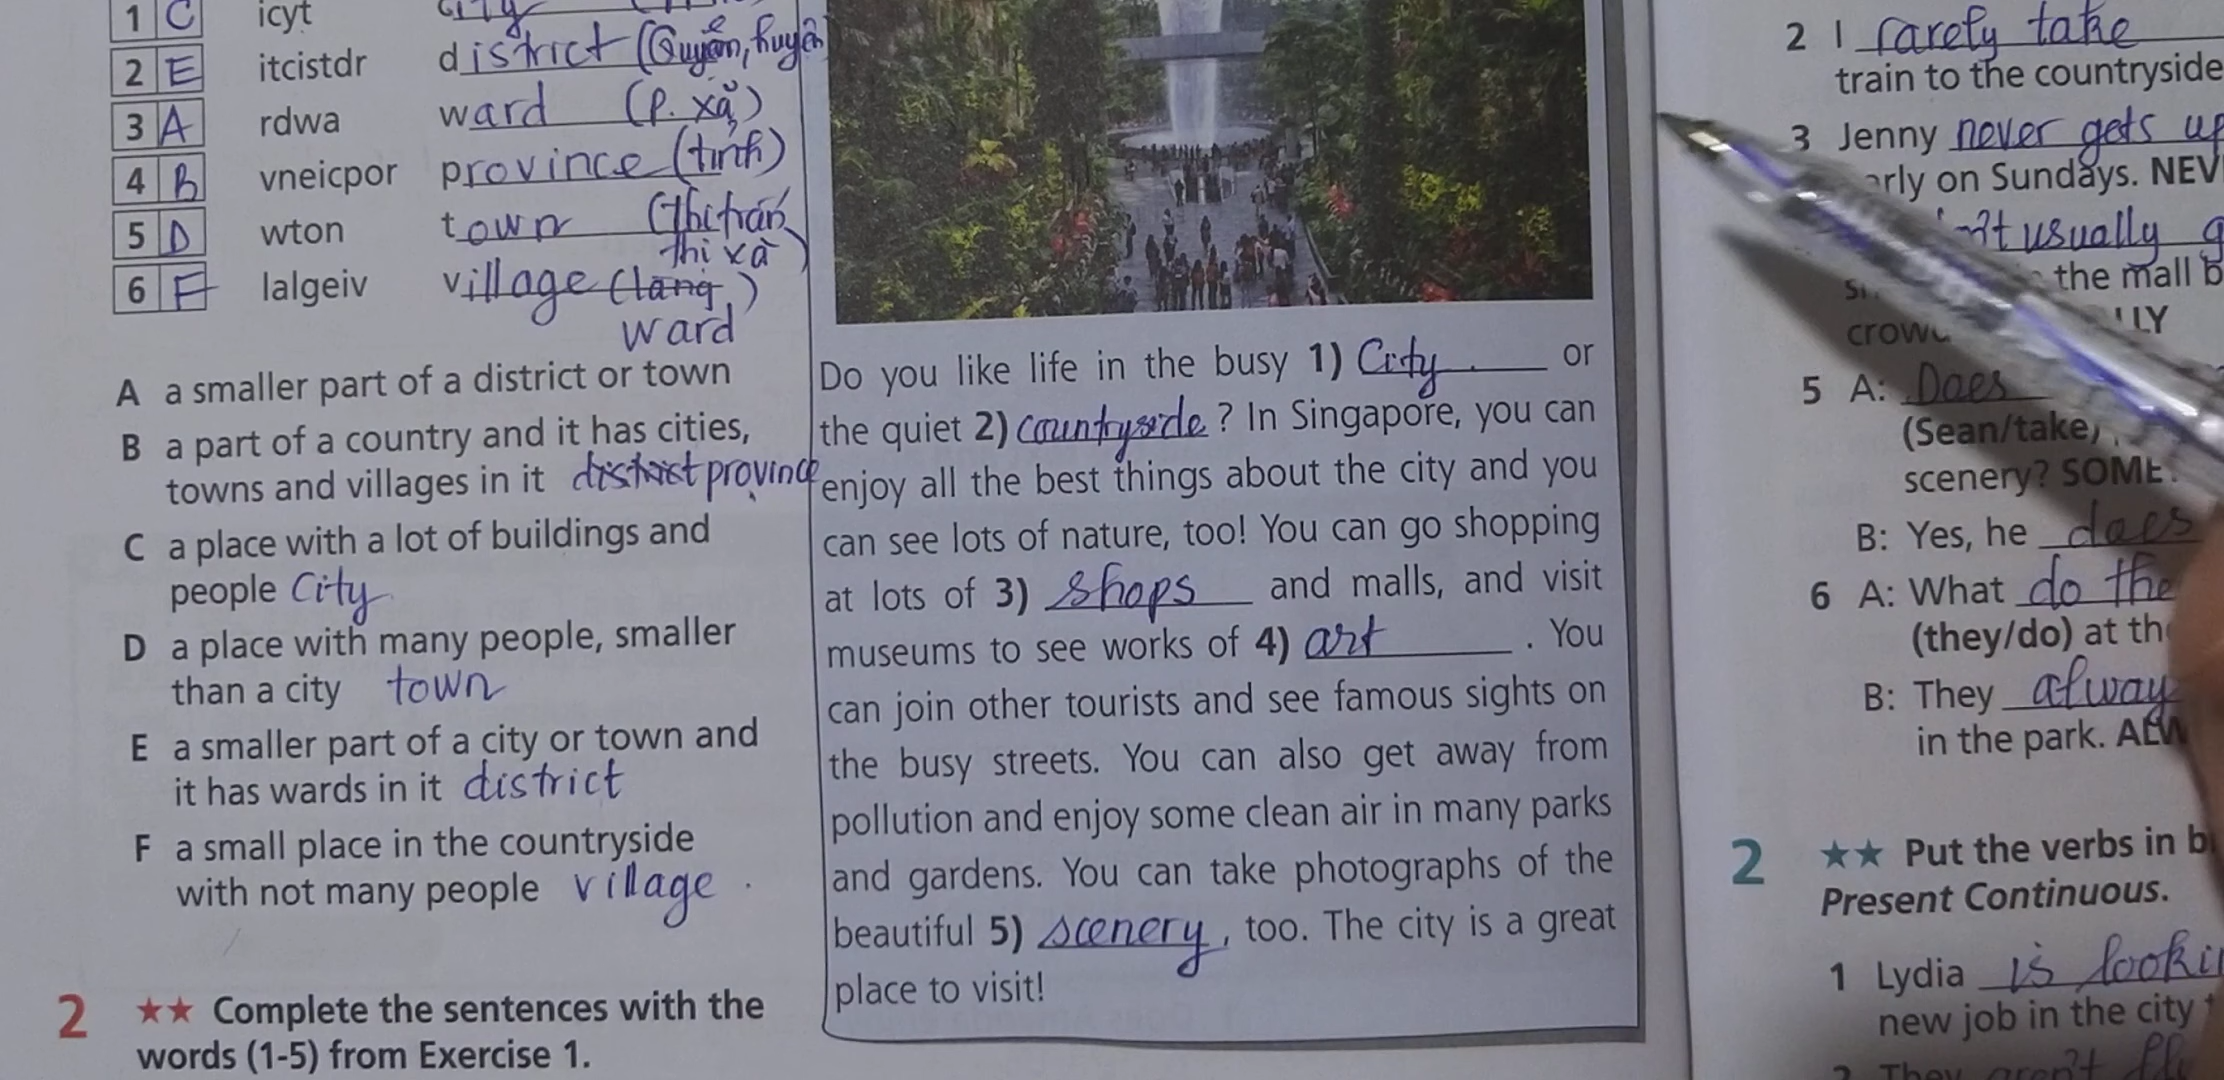 1 C icyt city
2 E itcistdr district (Quận, huyện
3 A rdwa ward (p. xã)
4 B vneicpor province (tỉnh)
5 D wton town (thị trấn
thị xã)
6 F lalgeiv village (làng)
ward
A a smaller part of a district or town
B a part of a country and it has cities,
towns and villages in it district province
C a place with a lot of buildings and
people City
D a place with many people, smaller
than a city town
E a smaller part of a city or town and
it has wards in it district
F a small place in the countryside
with not many people village.
2 ★★ Complete the sentences with the
words (1-5) from Exercise 1.
Do you like life in the busy 1) City or
the quiet 2) countryside ? In Singapore, you can
enjoy all the best things about the city and you
can see lots of nature, too! You can go shopping
at lots of 3) shops and malls, and visit
museums to see works of 4) art . You
can join other tourists and see famous sights on
the busy streets. You can also get away from
pollution and enjoy some clean air in many parks
and gardens. You can take photographs of the
beautiful 5) scenery , too. The city is a great
place to visit!
2 I rarely take
train to the countryside
3 Jenny never gets up
rly on Sundays. NEV
n't usually g
the mall b
crow LLY
5 A: Does
(Sean/take)
scenery? SOME
B: Yes, he does
6 A: What do the
(they/do) at th
B: They alway
in the park. ALW
2 ★★ Put the verbs in b
Present Continuous.
1 Lydia is looki
new job in the city
2 They aren't